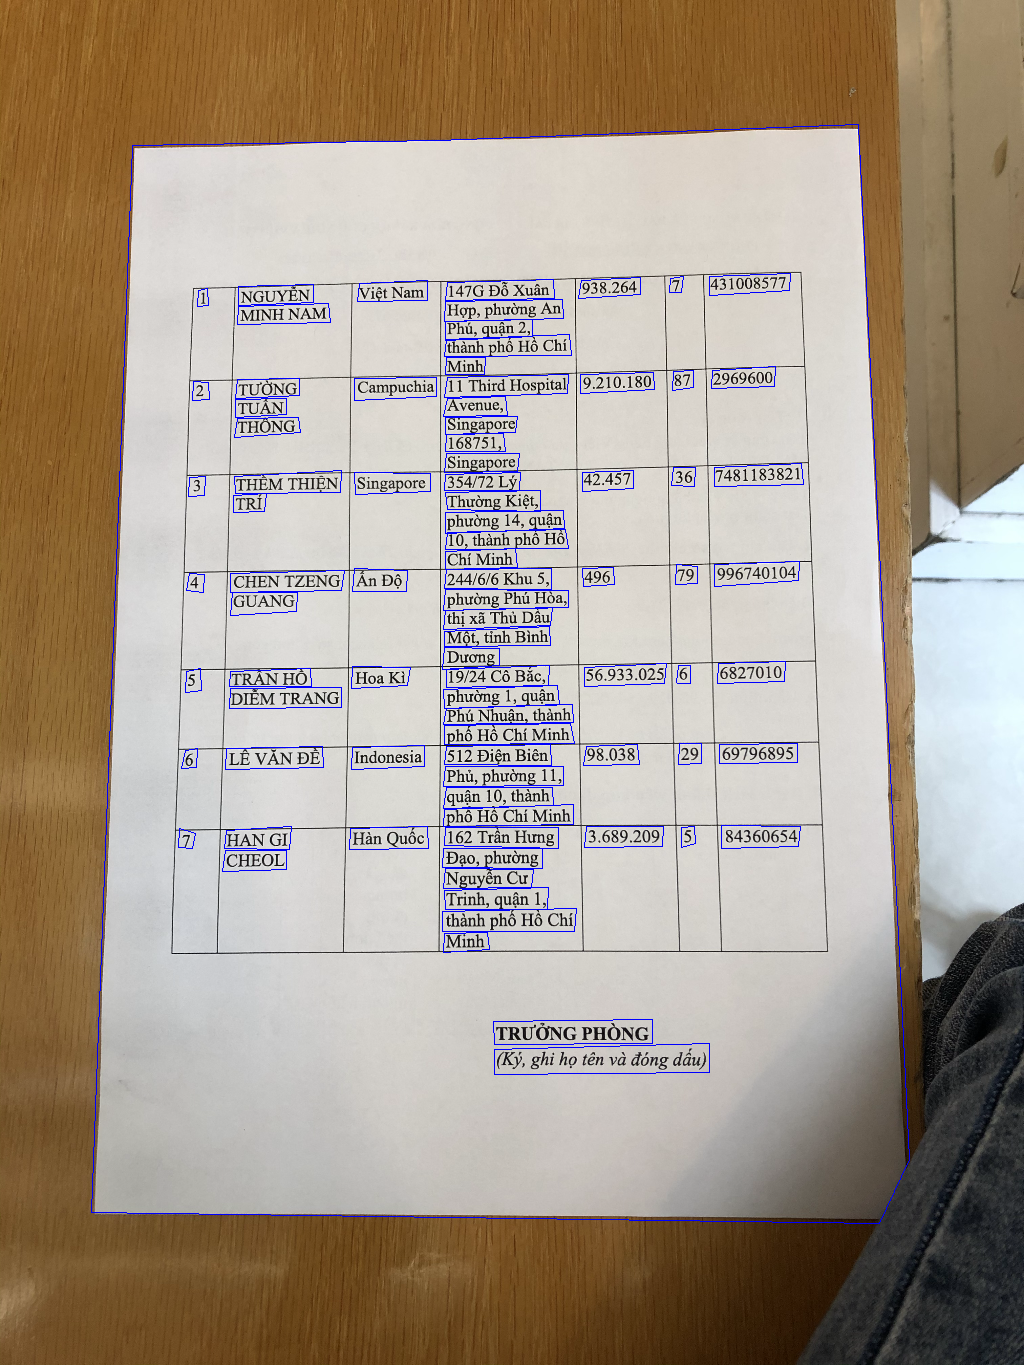 1 NGUYỄN MINH NAM Việt Nam 147G Đỗ Xuân Hợp, phường An Phú, quận 2, thành phố Hồ Chí Minh 938.264 7 431008577
2 TƯỜNG TUẤN THÔNG Campuchia 11 Third Hospital Avenue, Singapore 168751, Singapore 9.210.180 87 2969600
3 THÊM THIỆN TRÍ Singapore 354/72 Lý Thường Kiệt, phường 14, quận 10, thành phố Hồ Chí Minh 42.457 36 7481183821
4 CHEN TZENG GUANG Ấn Độ 244/6/6 Khu 5, phường Phú Hòa, thị xã Thủ Dầu Một, tỉnh Bình Dương 496 79 996740104
5 TRẦN HỒ DIỄM TRANG Hoa Kì 19/24 Cô Bắc, phường 1, quận Phú Nhuận, thành phố Hồ Chí Minh 56.933.025 6 6827010
6 LÊ VĂN ĐỀ Indonesia 512 Điện Biên Phủ, phường 11, quận 10, thành phố Hồ Chí Minh 98.038 29 69796895
7 HAN GI CHEOL Hàn Quốc 162 Trần Hưng Đạo, phường Nguyễn Cư Trinh, quận 1, thành phố Hồ Chí Minh 3.689.209 5 84360654
TRƯỞNG PHÒNG
(Ký, ghi họ tên và đóng dấu)